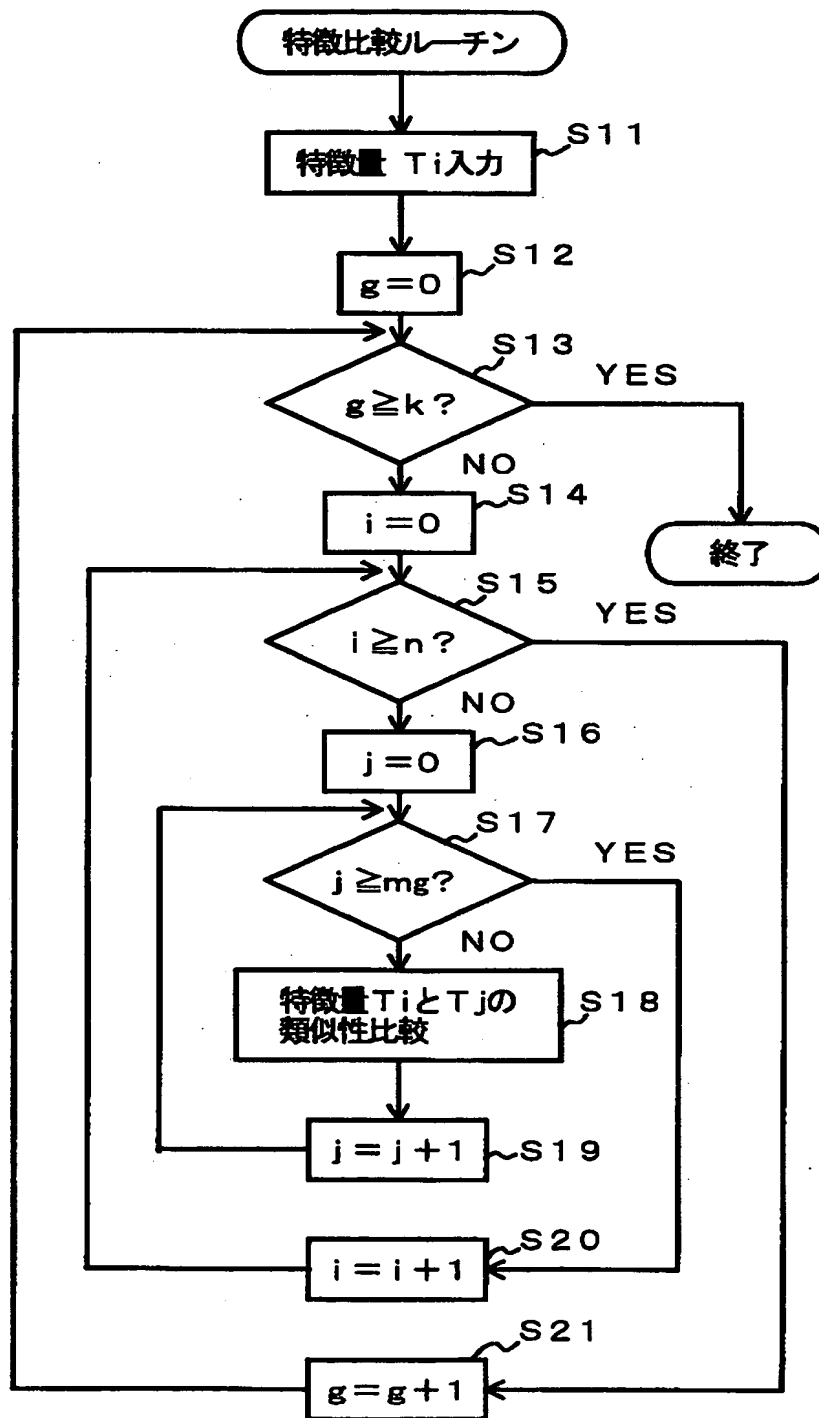 特徴比較ルーチン
S11
特徴量 Ti入力
S12
g=0
S13
g≧k?
YES
NO
S14
i=0
終了
S15
i≧n?
YES
NO
S16
j=0
S17
j≧mg?
YES
NO
特徴量TiとTjの
類似性比較
S18
j=j+1
S19
S20
i=i+1
S21
g=g+1